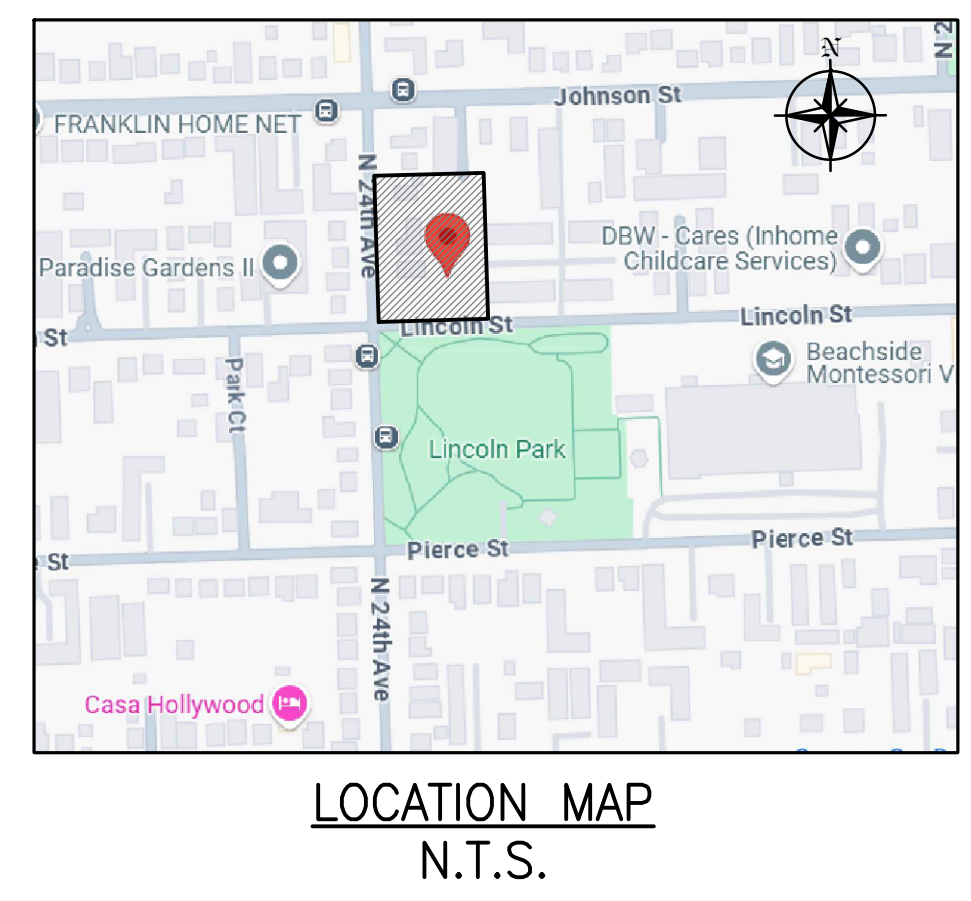 N
N 2
Johnson St
FRANKLIN HOME NET
N 24th Ave
DBW - Cares (Inhome
Childcare Services)
Paradise Gardens II
Lincoln St
Lincoln St
St
Beachside
Montessori V
Park Ct
Lincoln Park
Pierce St
Pierce St
St
N 24th Ave
Casa Hollywood
LOCATION MAP
N.T.S.